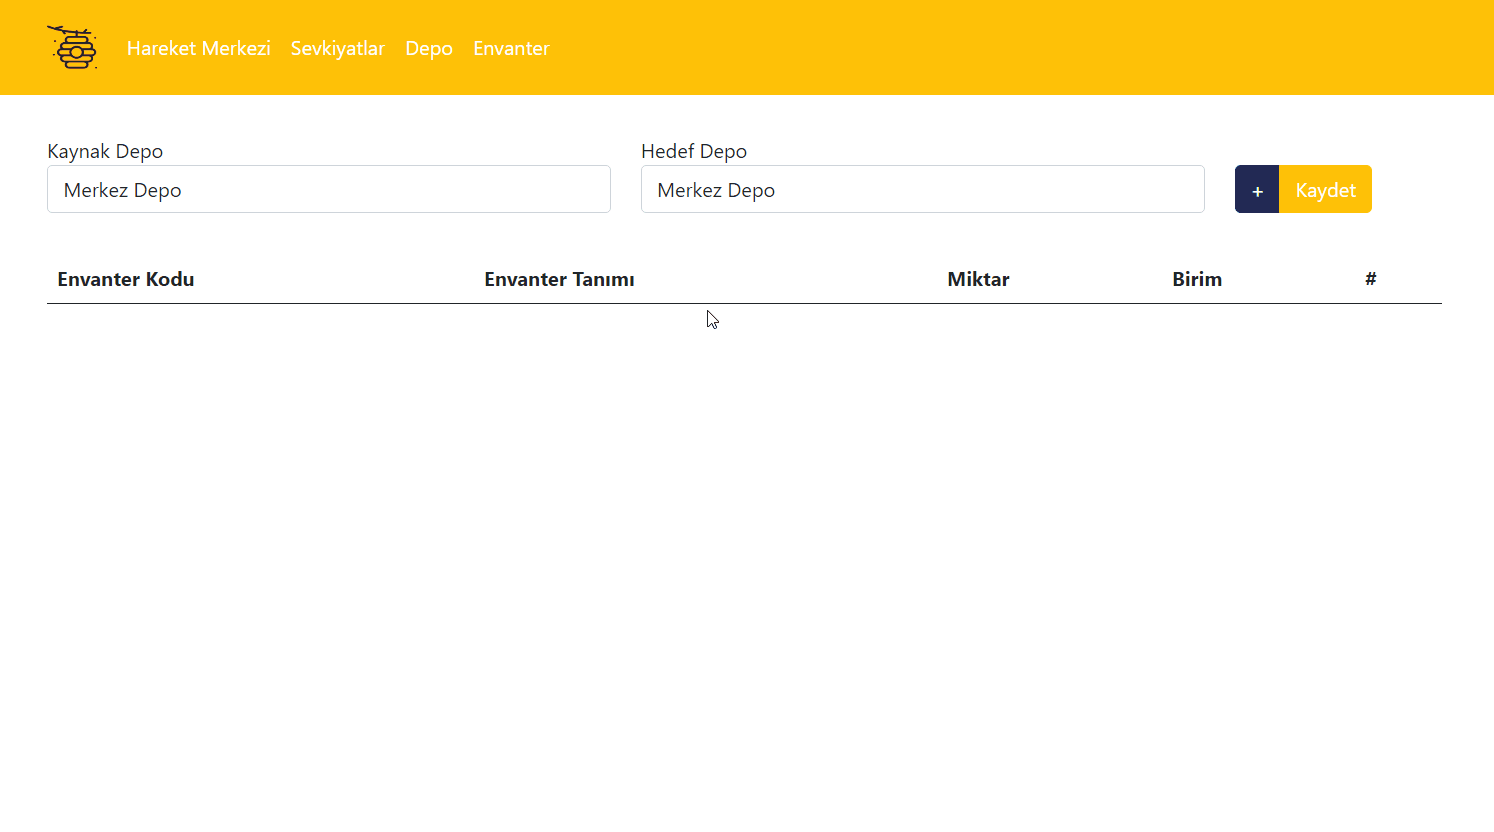 Hareket Merkezi Sevkiyatlar Depo Envanter
Kaynak Depo Hedef Depo
Merkez Depo Merkez Depo + Kaydet
Envanter Kodu Envanter Tanımı Miktar Birim #